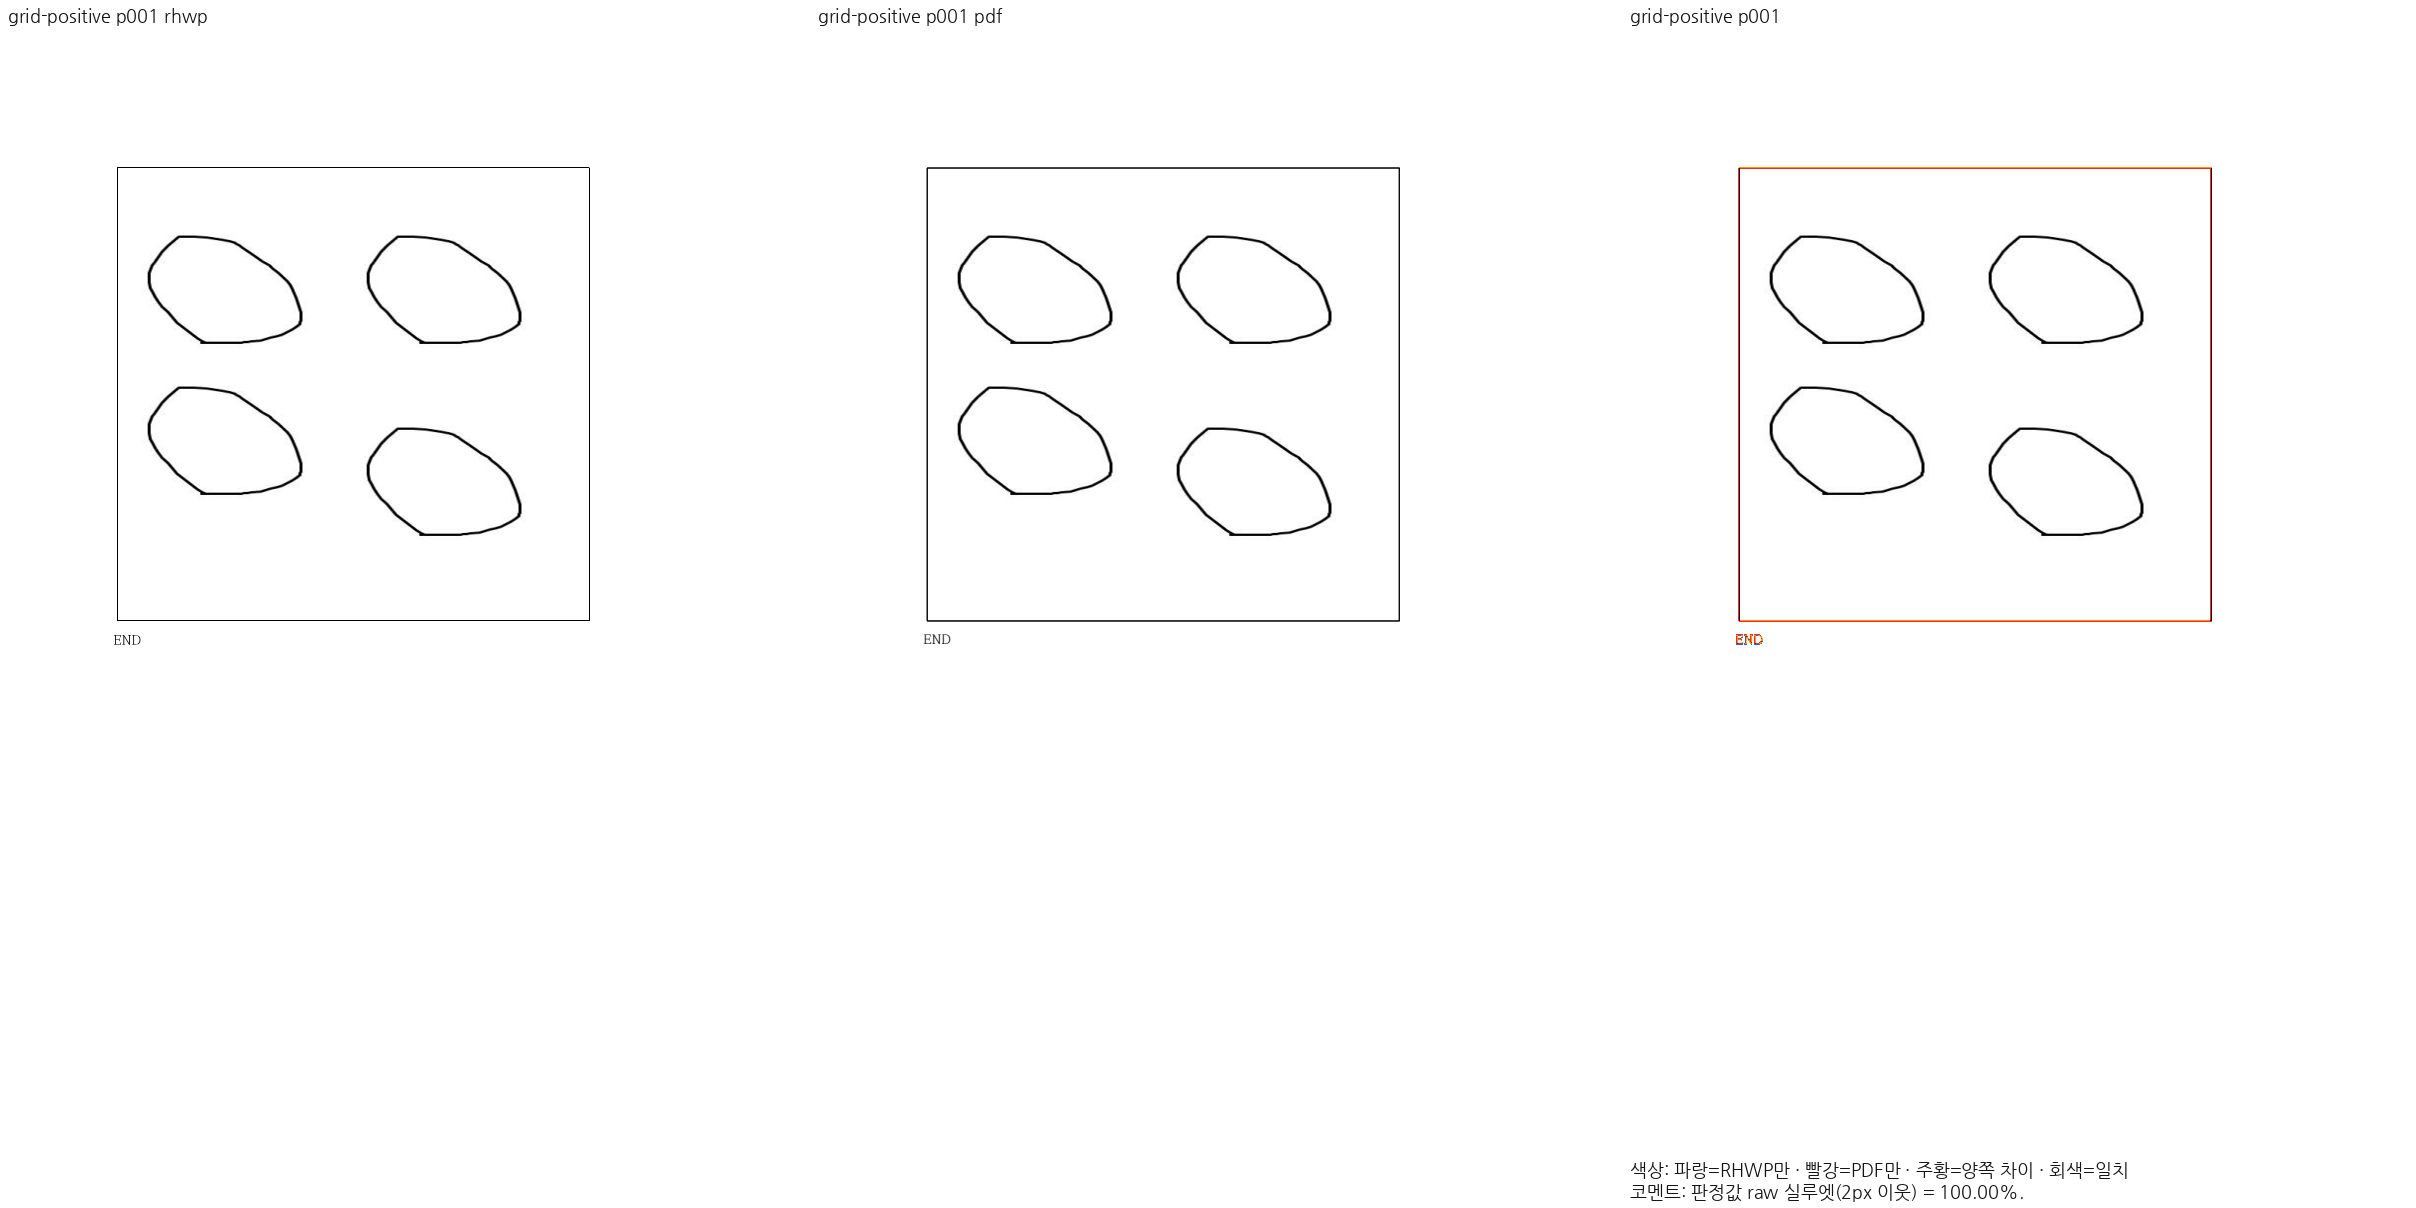 grid-positive p001 rhwp
grid-positive p001 pdf
grid-positive p001
END
END
END
색상: 파랑=RHWP만 · 빨강=PDF만 · 주황=양쪽 차이 · 회색=일치
코멘트: 판정값 raw 실루엣(2px 이웃) = 100.00%.